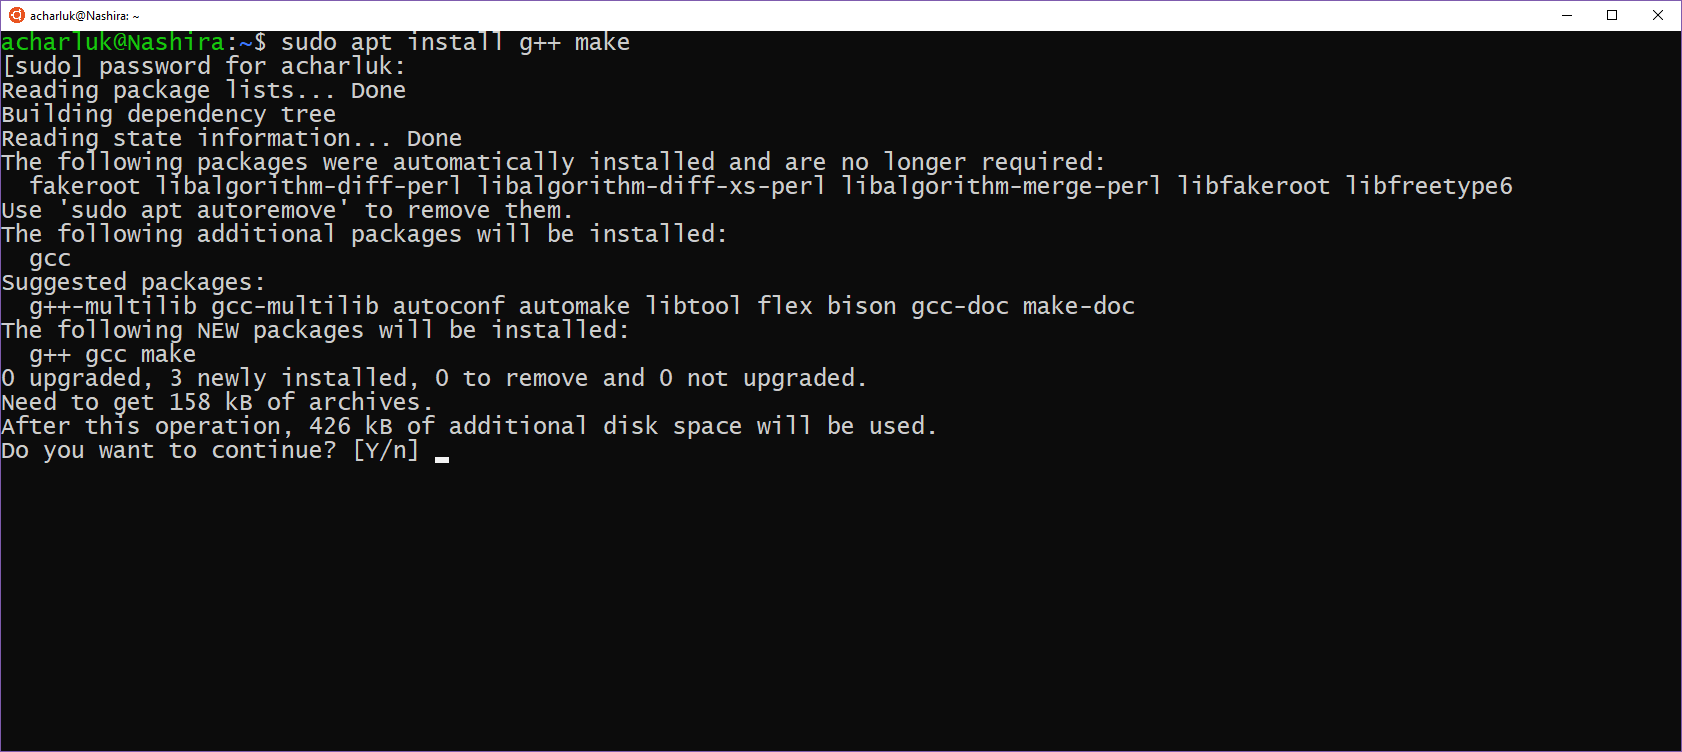 acharluk@Nashira: ~
acharluk@Nashira:~$ sudo apt install g++ make
[sudo] password for acharluk:
Reading package lists... Done
Building dependency tree
Reading state information... Done
The following packages were automatically installed and are no longer required:
  fakeroot libalgorithm-diff-perl libalgorithm-diff-xs-perl libalgorithm-merge-perl libfakeroot libfreetype6
Use 'sudo apt autoremove' to remove them.
The following additional packages will be installed:
  gcc
Suggested packages:
  g++-multilib gcc-multilib autoconf automake libtool flex bison gcc-doc make-doc
The following NEW packages will be installed:
  g++ gcc make
0 upgraded, 3 newly installed, 0 to remove and 0 not upgraded.
Need to get 158 kB of archives.
After this operation, 426 kB of additional disk space will be used.
Do you want to continue? [Y/n]